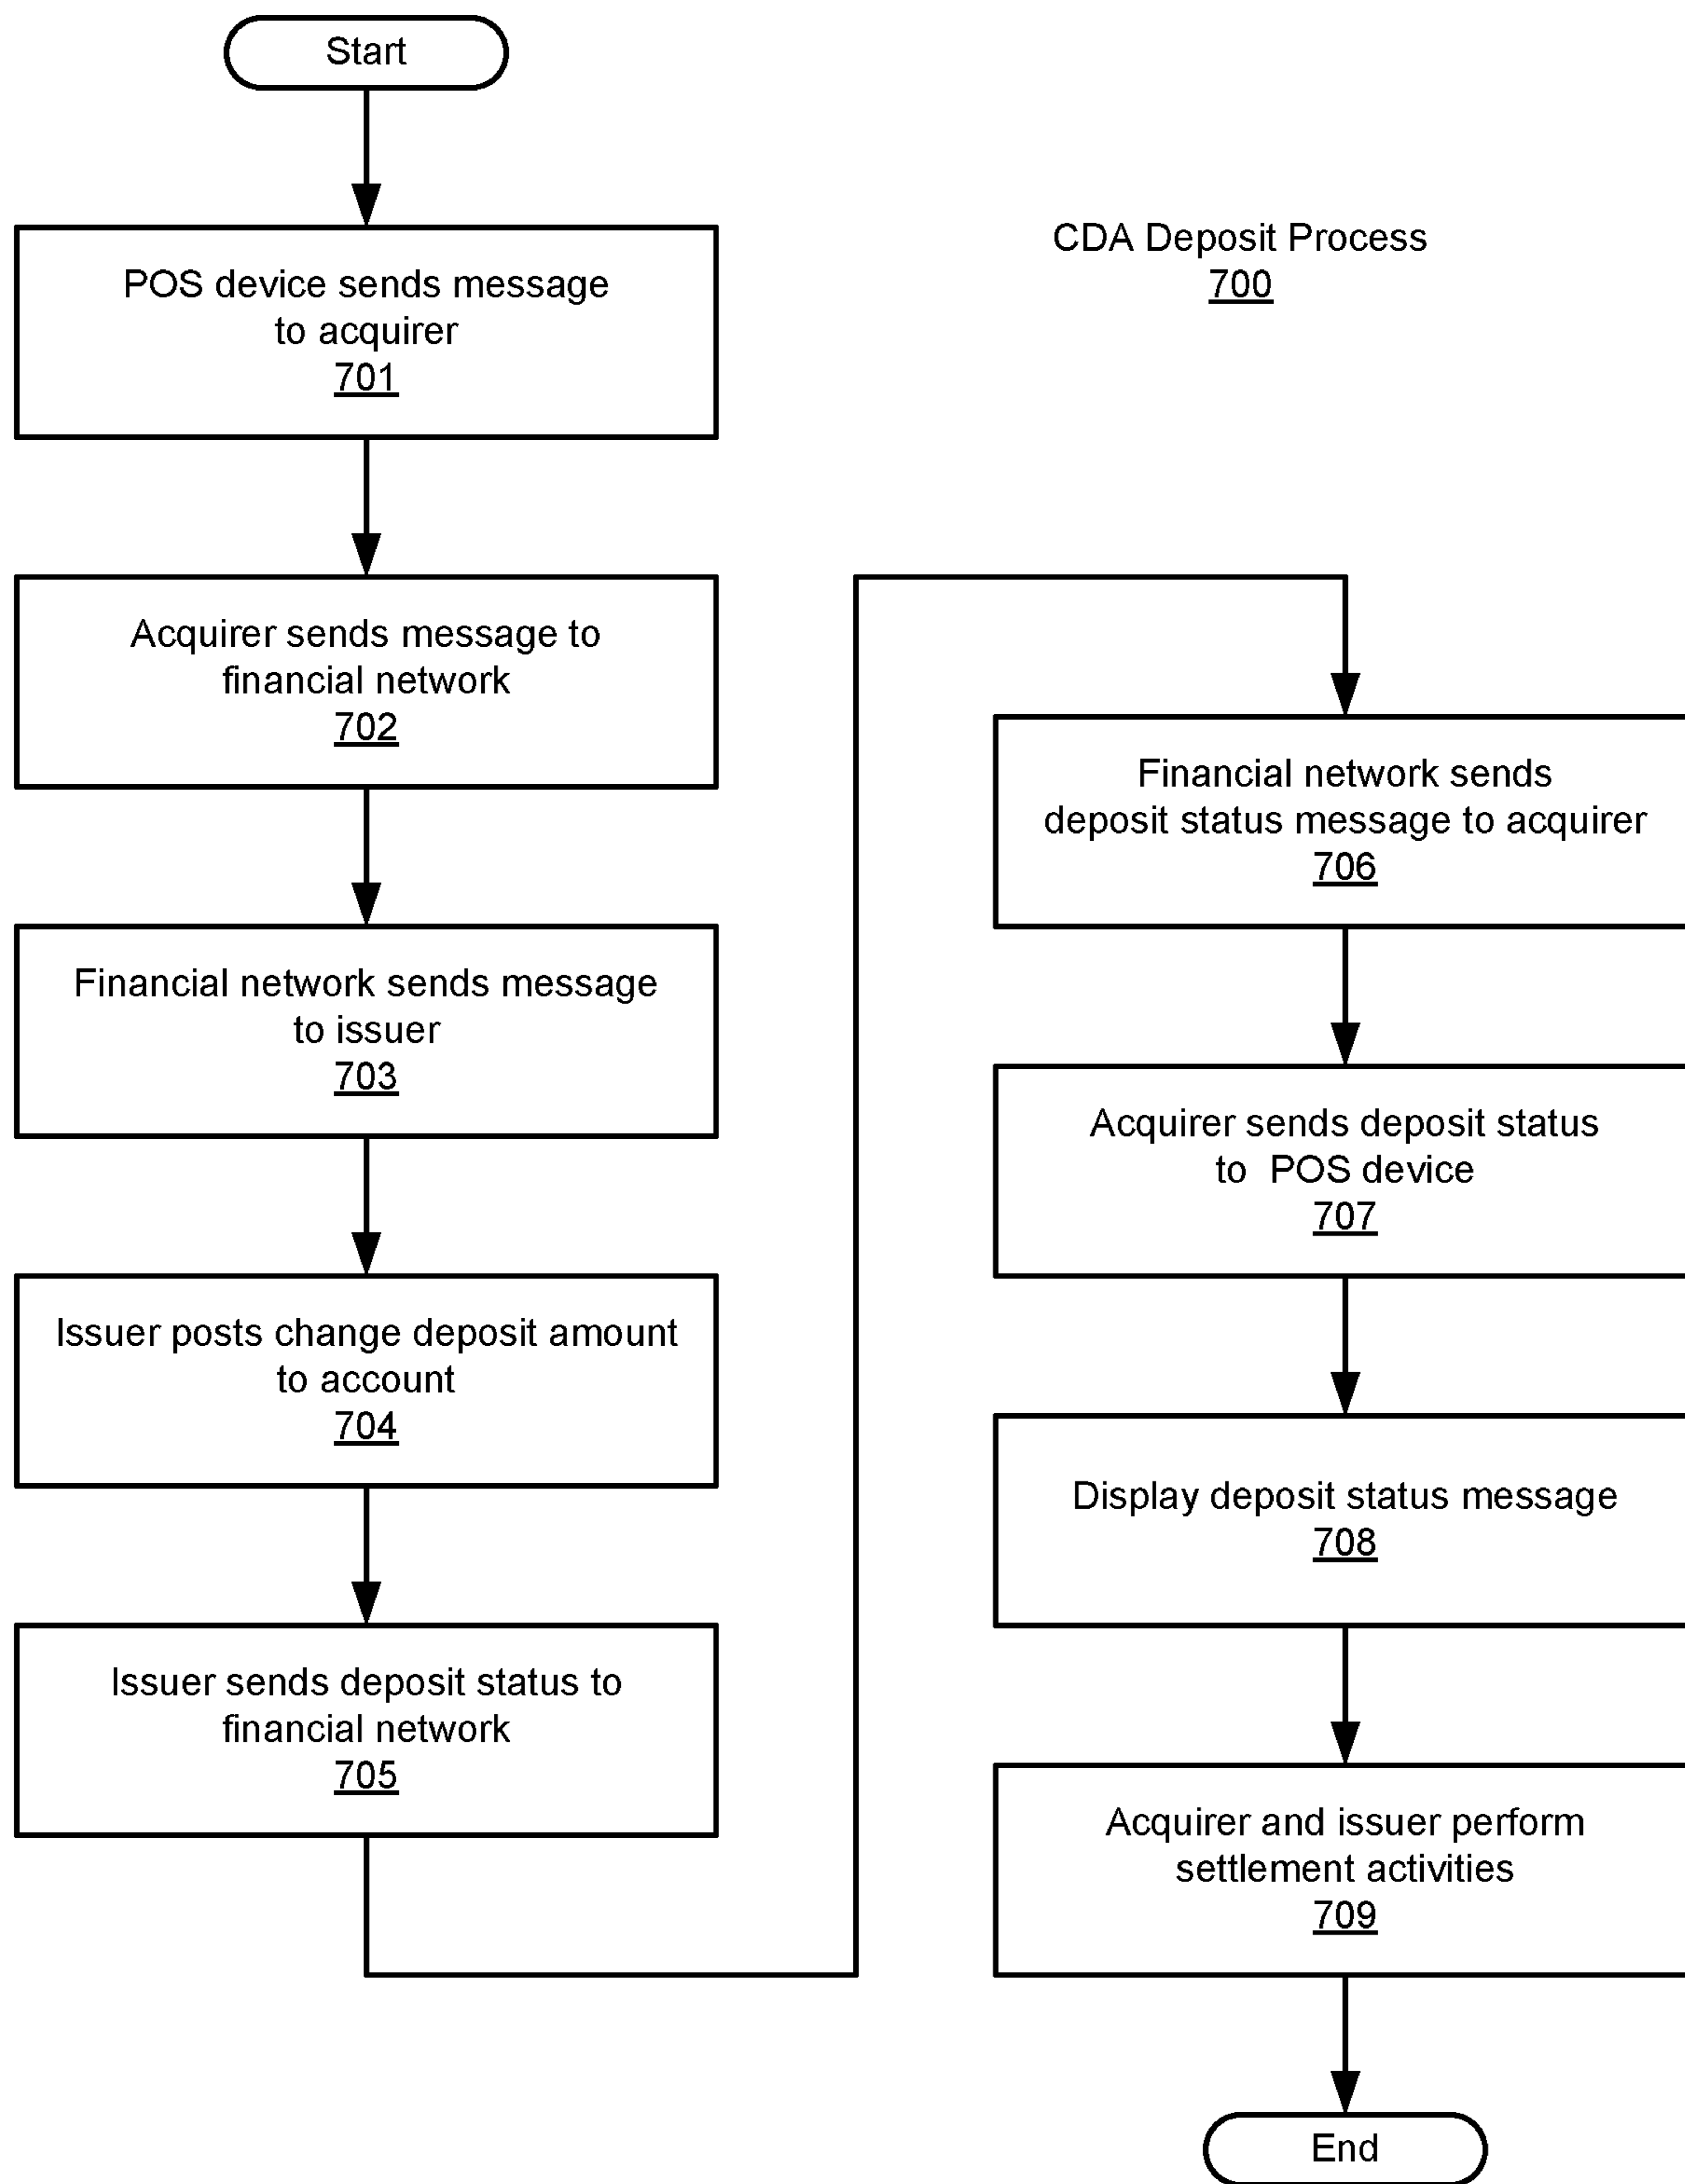 Start
POS device sends message
to acquirer
701
Acquirer sends message to
financial network
702
Financial network sends message
to issuer
703
Issuer posts change deposit amount
to account
704
Issuer sends deposit status to
financial network
705
CDA Deposit Process
700
Financial network sends
deposit status message to acquirer
706
Acquirer sends deposit status
to  POS device
707
Display deposit status message
708
Acquirer and issuer perform
settlement activities
709
End